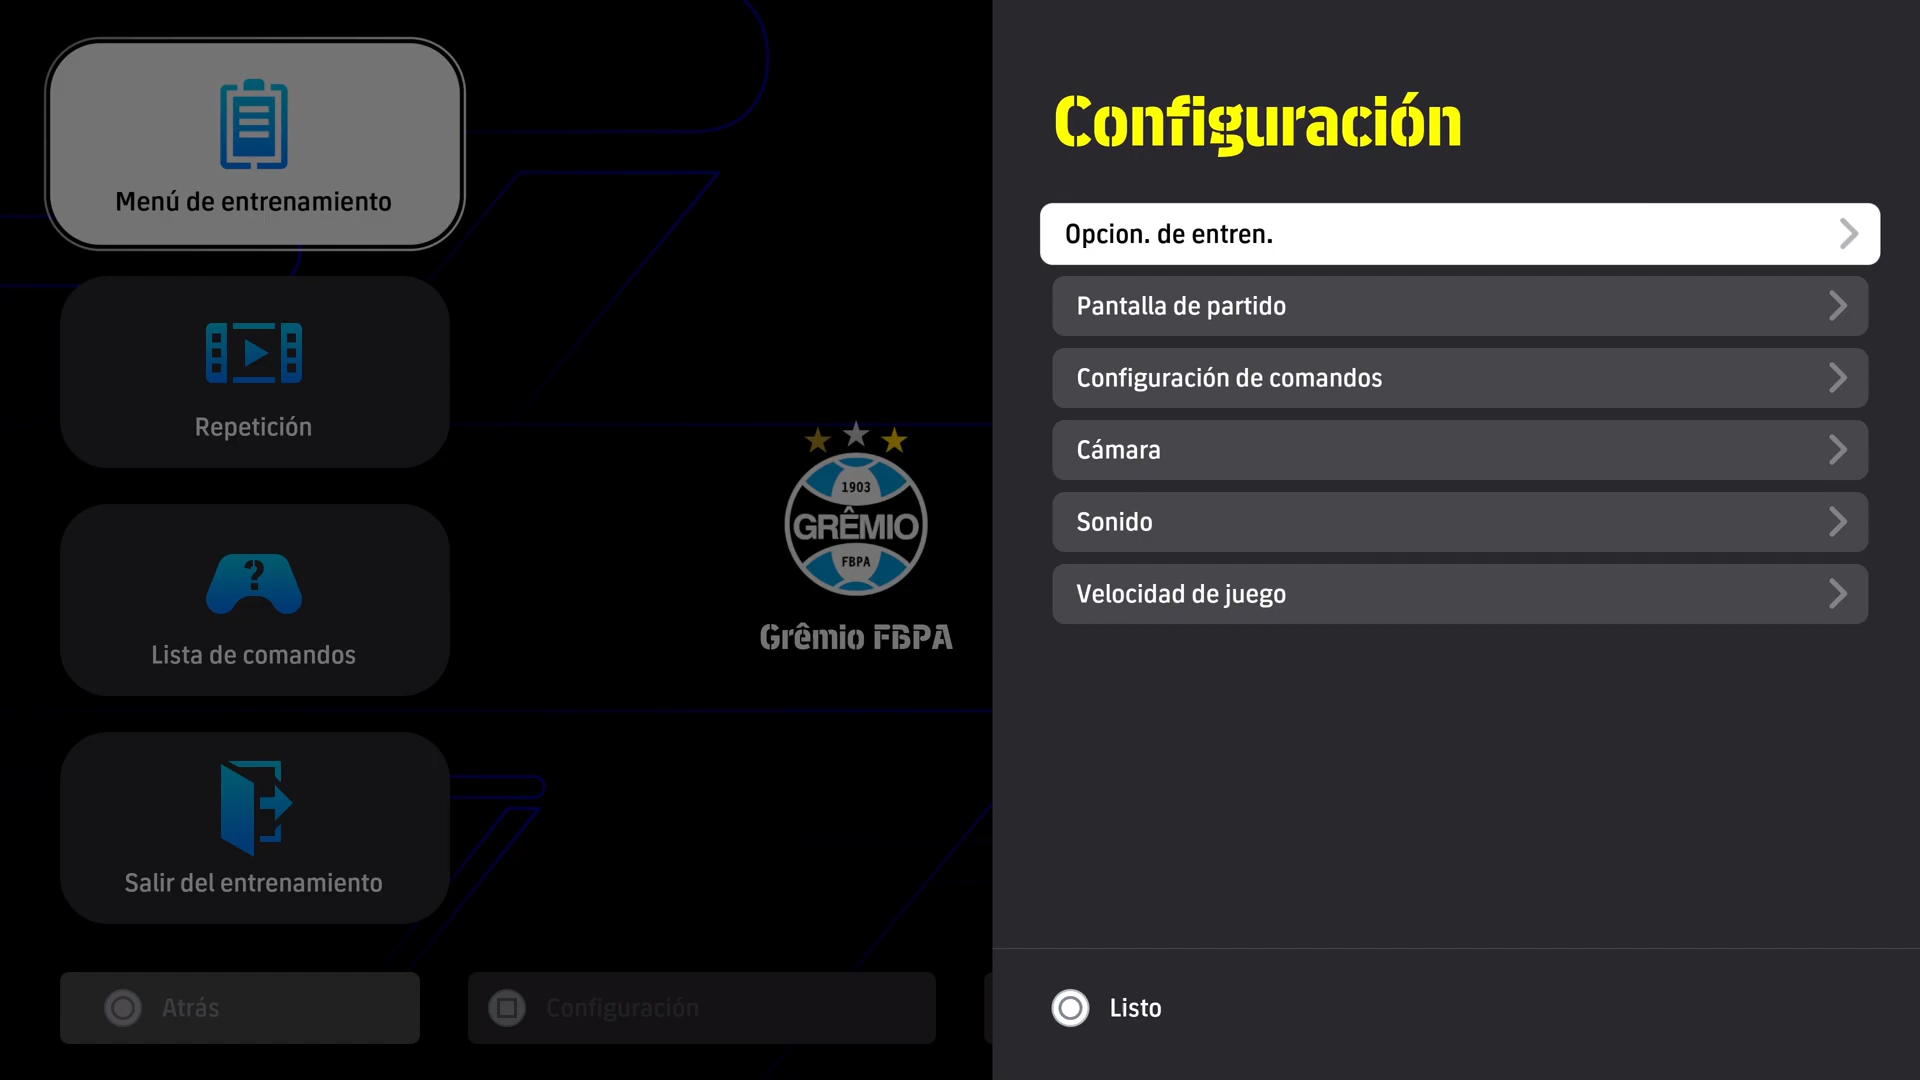 Menú de entrenamiento
Repetición
?
Lista de comandos
Salir del entrenamiento
Atrás
Configuración
1903
GRÊMIO
FBPA
Grêmio FBPA
Configuración
Opcion. de entren.
Pantalla de partido
Configuración de comandos
Cámara
Sonido
Velocidad de juego
Listo